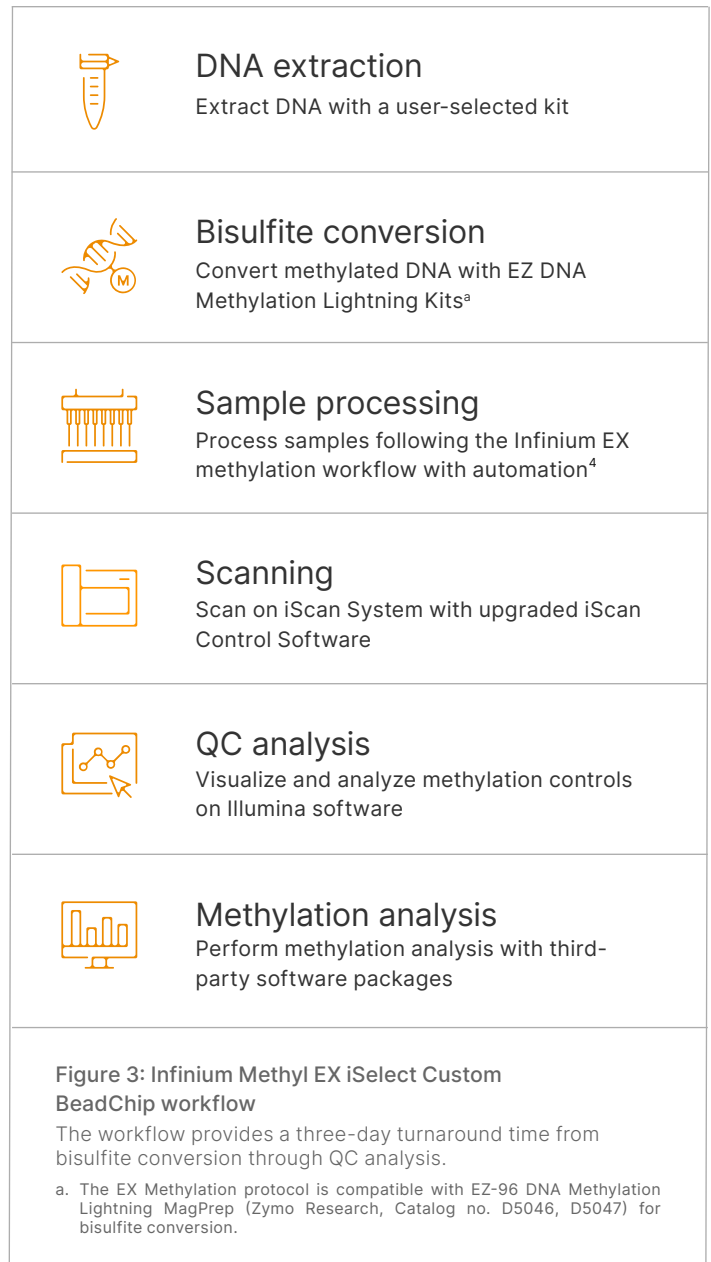 DNA extraction
Extract DNA with a user-selected kit
Bisulfite conversion
Convert methylated DNA with EZ DNA
Methylation Lightning Kitsᵃ
M
Sample processing
Process samples following the Infinium EX
methylation workflow with automation⁴
Scanning
Scan on iScan System with upgraded iScan
Control Software
QC analysis
Visualize and analyze methylation controls
on Illumina software
Methylation analysis
Perform methylation analysis with third-
party software packages
Figure 3: Infinium Methyl EX iSelect Custom
BeadChip workflow
The workflow provides a three-day turnaround time from
bisulfite conversion through QC analysis.
a. The EX Methylation protocol is compatible with EZ-96 DNA Methylation
Lightning MagPrep (Zymo Research, Catalog no. D5046, D5047) for
bisulfite conversion.